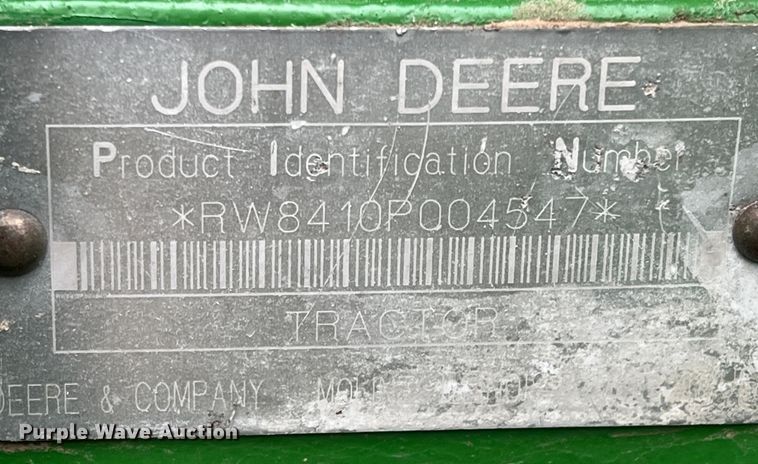 JOHN DEERE
Product Identification Number
*RW8410P004547*
TRACTOR
DEERE & COMPANY
Purple Wave Auction